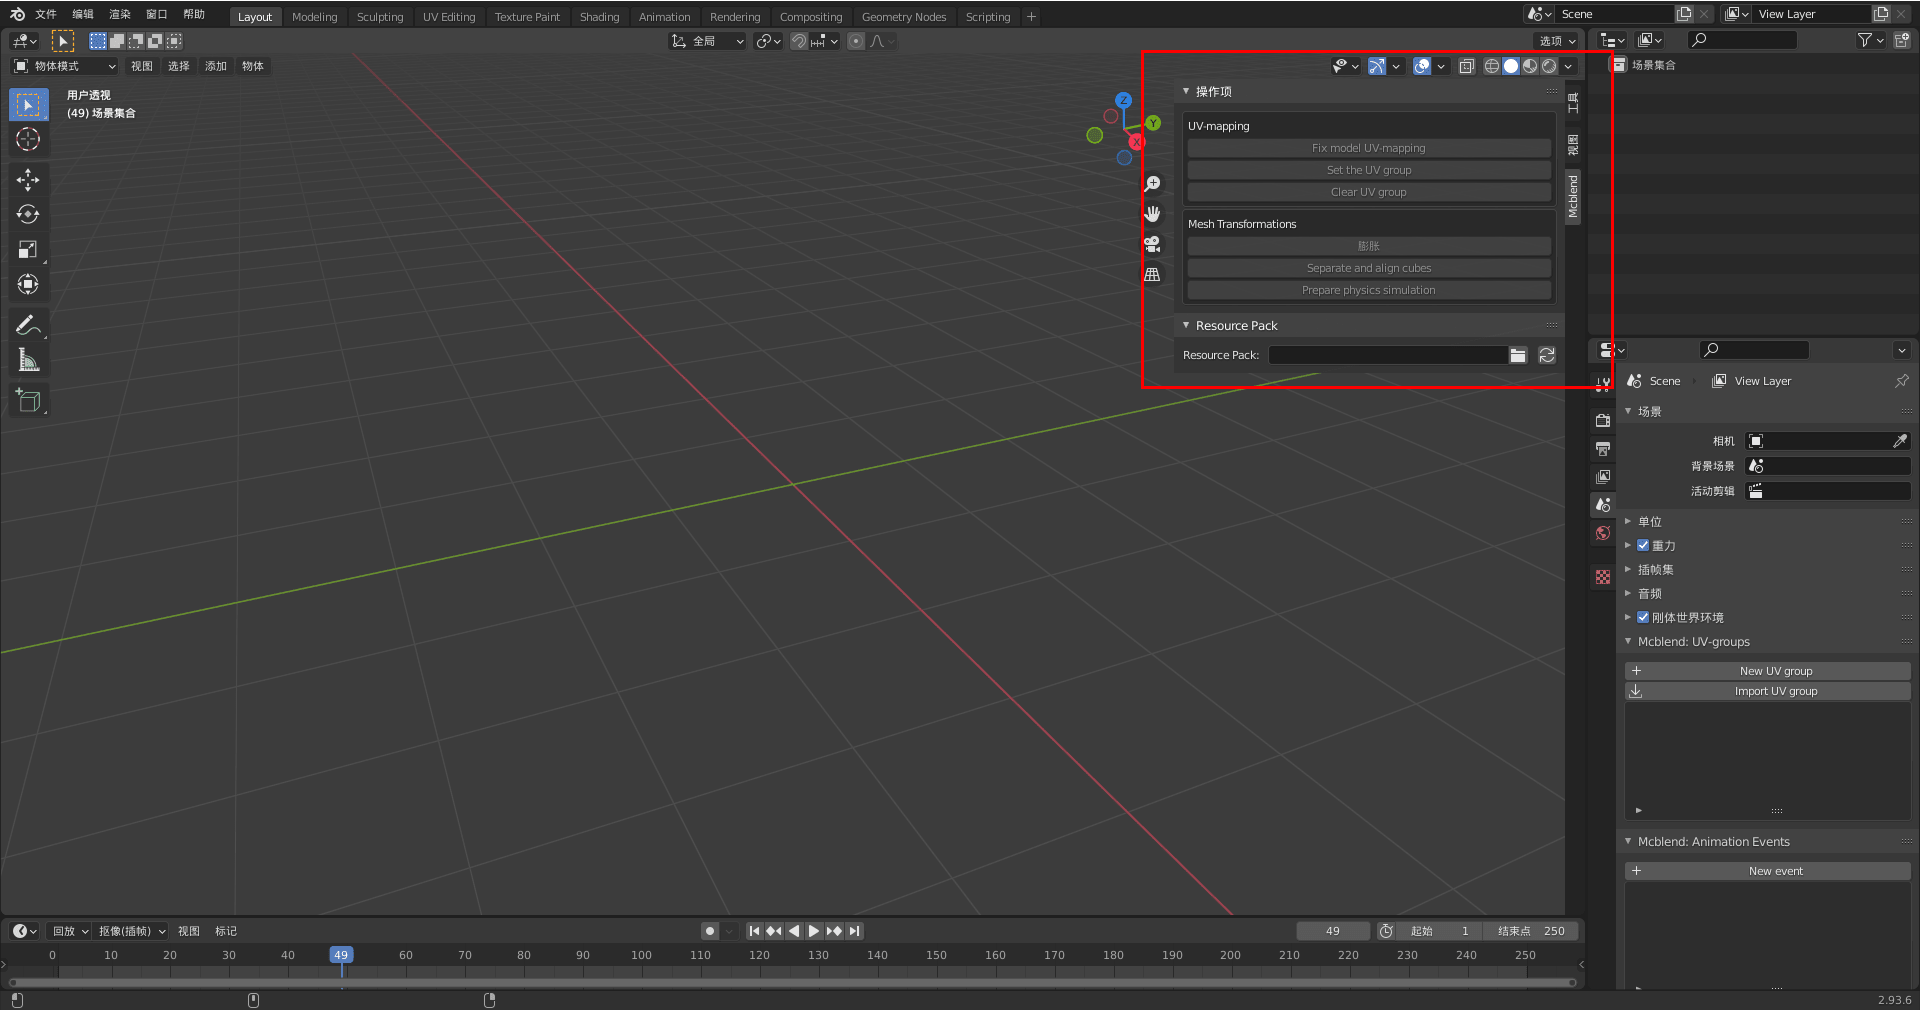 文件 编辑 渲染 窗口 帮助 Layout Modeling Sculpting UV Editing Texture Paint Shading Animation Rendering Compositing Geometry Nodes Scripting + Scene View Layer
全局 选项
物体模式 视图 选择 添加 物体
用户透视
(49) 场景集合
Z
Y
X
操作项
UV-mapping
Fix model UV-mapping
Set the UV group
Clear UV group
Mesh Transformations
膨胀
Separate and align cubes
Prepare physics simulation
Resource Pack
Resource Pack:
工具
视图
Mcblend
场景集合
Scene View Layer
场景
相机
背景场景
活动剪辑
单位
重力
插帧集
音频
刚体世界环境
Mcblend: UV-groups
New UV group
Import UV group
Mcblend: Animation Events
New event
回放 抠像(插帧) 视图 标记 49 起始 1 结束点 250
0 10 20 30 40 49 60 70 80 90 100 110 120 130 140 150 160 170 180 190 200 210 220 230 240 250
2.93.6